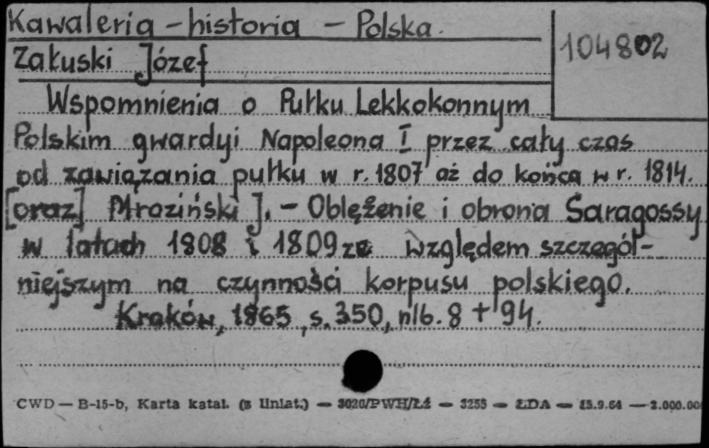 Kawaleria - historia - Polska.
104802
Załuski Józef
Wspomnienia o Pułku Lekkokonnym
Polskim gwardyi Napoleona I przez cały czas
od zawiązania pułku w r. 1807 aż do końca w r. 1814.
[oraz] Mroziński J. - Oblężenie i obrona Saragossy
w latach 1808 i 1809 ze względem szczegól-
niejszym na czynności korpusu polskiego.
Kraków, 1865, s. 350, nlb. 8 + 94.
CWD — B-15-b, Karta katal. (z liniat.) — 3020/PWH/Łź — 3255 — ŁDA — 15.9.64 — 2.000.00